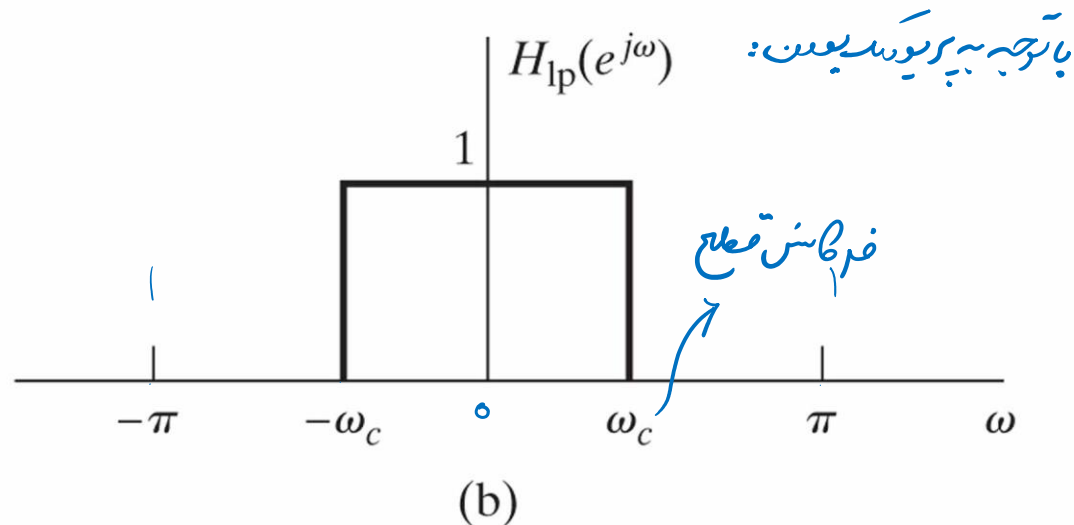 با توجه به پریودیک بودن:
H_lp(e^{jω})
1
فرکانس قطع
−π −ω_c 0 ω_c π ω
(b)